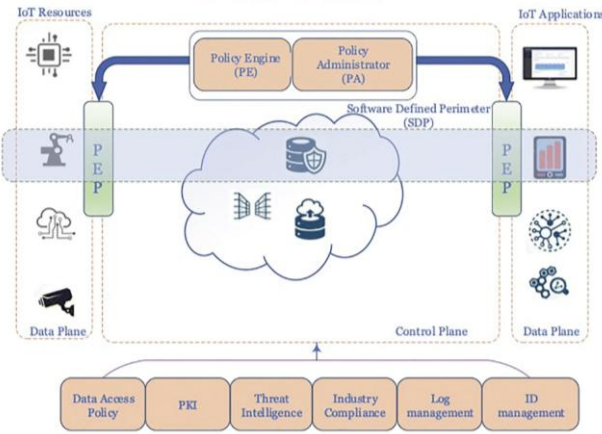 IoT Resources
IoT Applications
Policy Engine
(PE)
Policy
Administrator
(PA)
Software Defined Perimeter
(SDP)
P
E
P
P
E
P
Data Plane
Control Plane
Data Plane
Data Access
Policy
PKI
Threat
Intelligence
Industry
Compliance
Log
management
ID
management